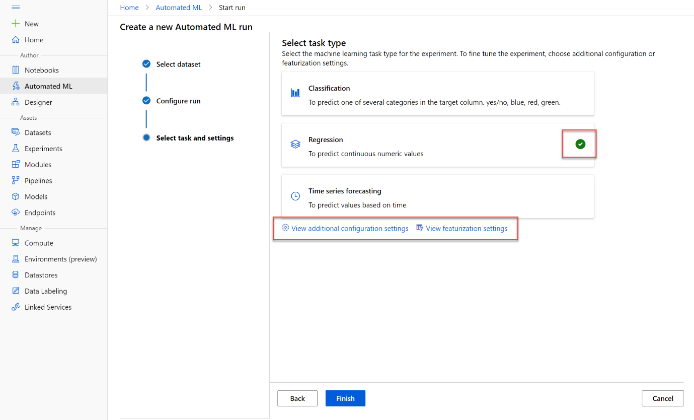 Home > Automated ML > Start run
New
Home
Author
Notebooks
Automated ML
Designer
Assets
Datasets
Experiments
Modules
Pipelines
Models
Endpoints
Manage
Compute
Environments (preview)
Datastores
Data Labeling
Linked Services
Create a new Automated ML run
Select dataset
Configure run
Select task and settings
Select task type
Select the machine learning task type for the experiment. To fine tune the experiment, choose additional configuration or
featurization settings.
Classification
To predict one of several categories in the target column. yes/no, blue, red, green.
Regression
To predict continuous numeric values
Time series forecasting
To predict values based on time
View additional configuration settings View featurization settings
Back Finish Cancel